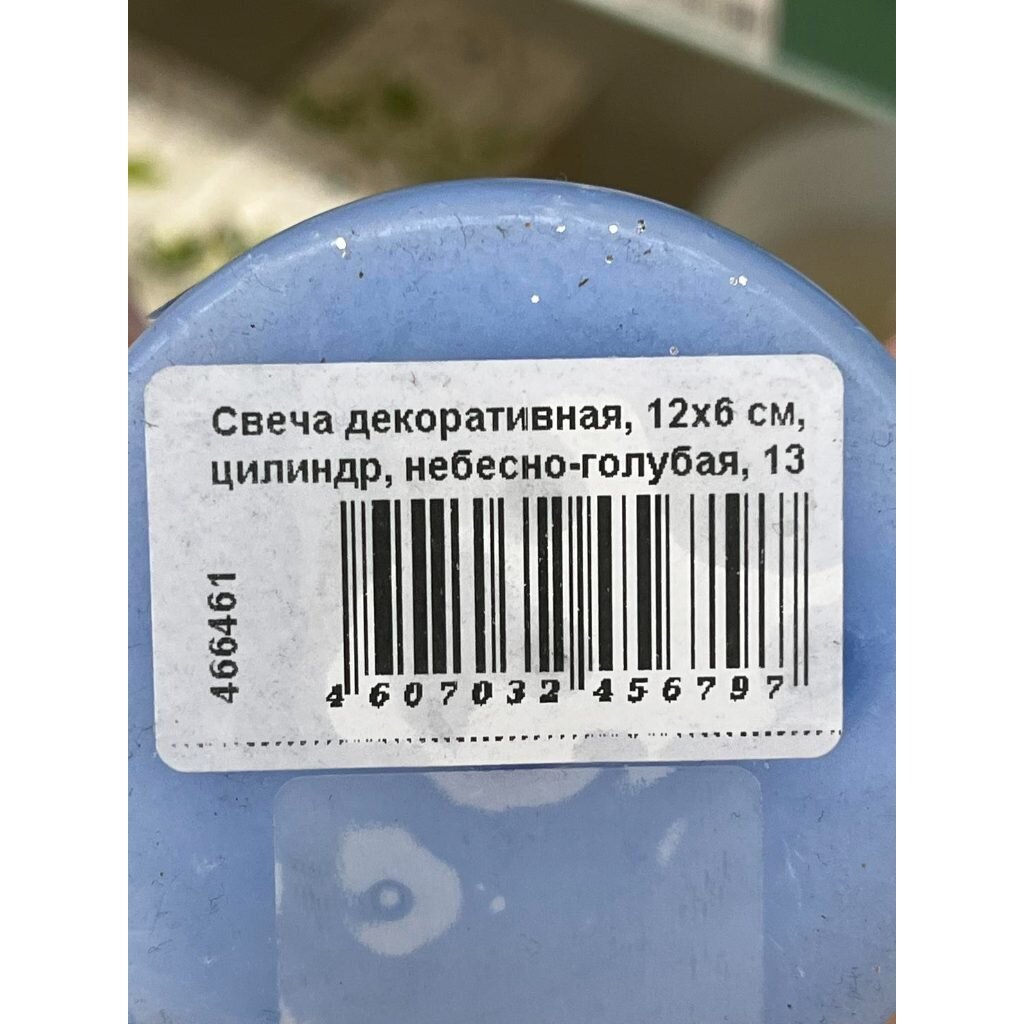 Свеча декоративная, 12х6 см,
цилиндр, небесно-голубая, 13
466461
4 607032 456797